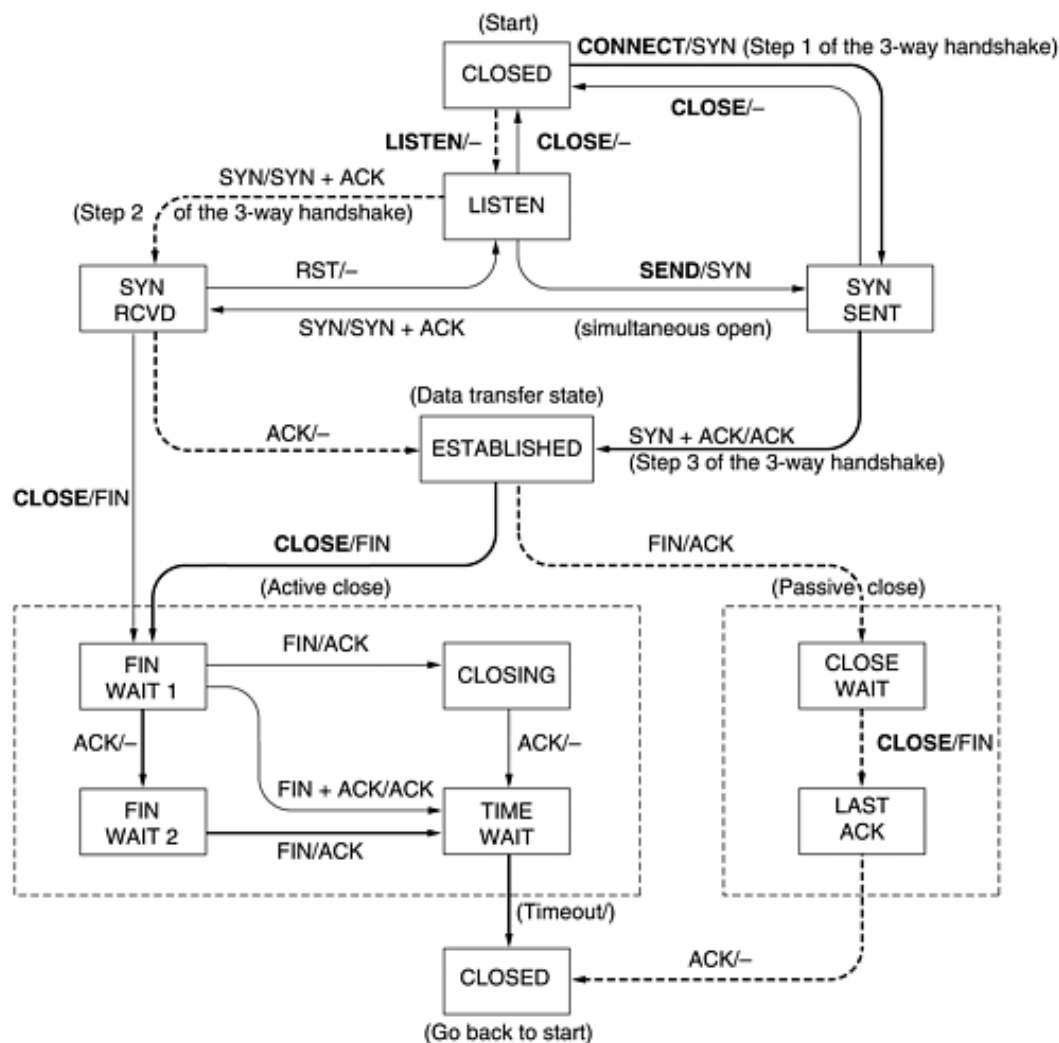 (Start)
CONNECT/SYN (Step 1 of the 3-way handshake)
CLOSED
CLOSE/–
LISTEN/–
CLOSE/–
SYN/SYN + ACK
LISTEN
(Step 2 of the 3-way handshake)
RST/–
SEND/SYN
SYN
RCVD
SYN
SENT
SYN/SYN + ACK
(simultaneous open)
(Data transfer state)
ACK/–
ESTABLISHED
SYN + ACK/ACK
(Step 3 of the 3-way handshake)
CLOSE/FIN
CLOSE/FIN
FIN/ACK
(Active close)
(Passive close)
FIN/ACK
FIN
WAIT 1
CLOSING
CLOSE
WAIT
ACK/–
ACK/–
CLOSE/FIN
FIN + ACK/ACK
FIN
WAIT 2
TIME
WAIT
LAST
ACK
FIN/ACK
(Timeout/)
ACK/–
CLOSED
(Go back to start)